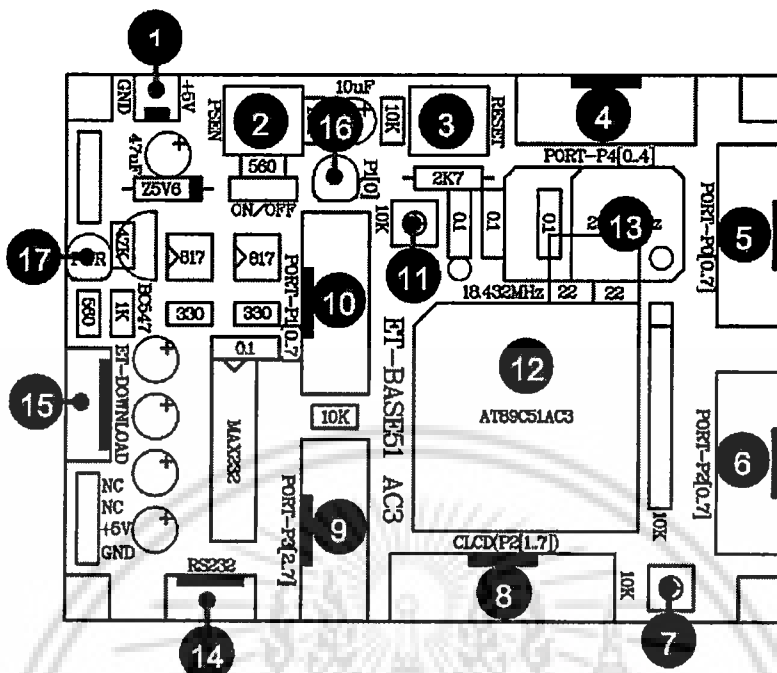 1
GND
+5V
PSEN
2
16
10uF
10K
3
RESET
4
PORT-P4[0..4]
47uF
Z5V6
560
ON/OFF
P1[0]
2K7
10K
0.1
0.1
0.1
13
11
PORT-P0[0..7]
5
17
4K7
BC547
817
817
PORT-P1[0..7
10
560
1K
330
330
0.1
18.432MHz
22
22
ET-BASE51 AC3
12
AT89C51AC3
15
ET-DOWNLOAD
MAX232
10K
PORT-P2[0..7]
6
10K
NC
NC
+5V
GND
PORT-P3[2..7]
9
RS232
CLCD(P2[1..7])
8
10K
7
14